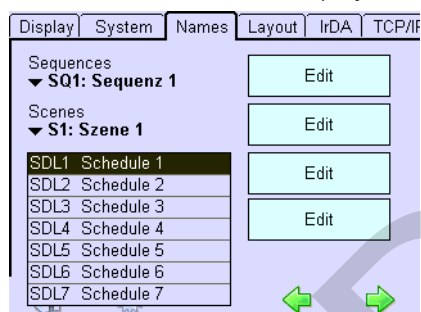 Display System Names Layout IrDA TCP/IP
Sequences
SQ1: Sequenz 1
Edit
Scenes
S1: Szene 1
Edit
SDL1 Schedule 1
SDL2 Schedule 2
SDL3 Schedule 3
SDL4 Schedule 4
SDL5 Schedule 5
SDL6 Schedule 6
SDL7 Schedule 7
Edit
Edit